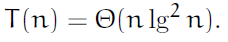 T(n) = Θ(n lg² n).